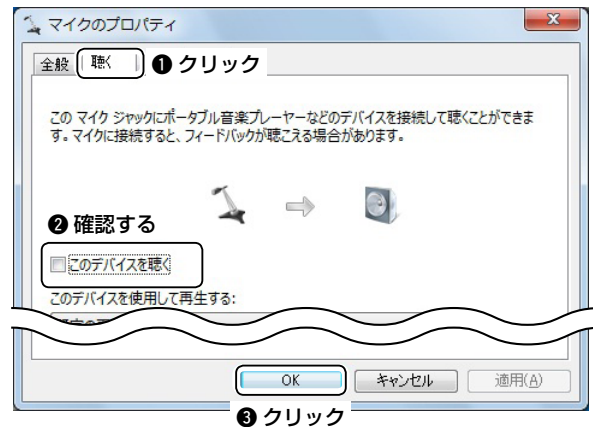 マイクのプロパティ
全般 聴く ❶ クリック
この マイク ジャックにポータブル音楽プレーヤーなどのデバイスを接続して聴くことができま
す。マイクに接続すると、フィードバックが聴こえる場合があります。
❷ 確認する
このデバイスを聴く
このデバイスを使用して再生する:
OK キャンセル 適用(A)
❸ クリック